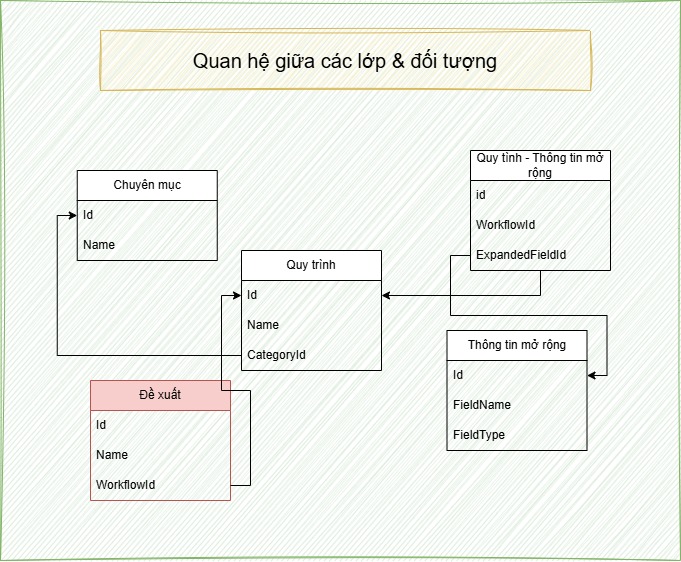 Quan hệ giữa các lớp & đối tượng
Chuyên mục
Id
Name
Quy tình - Thông tin mở
rộng
id
WorkflowId
ExpandedFieldId
Quy trình
Id
Name
CategoryId
Thông tin mở rộng
Id
FieldName
FieldType
Đề xuất
Id
Name
WorkflowId